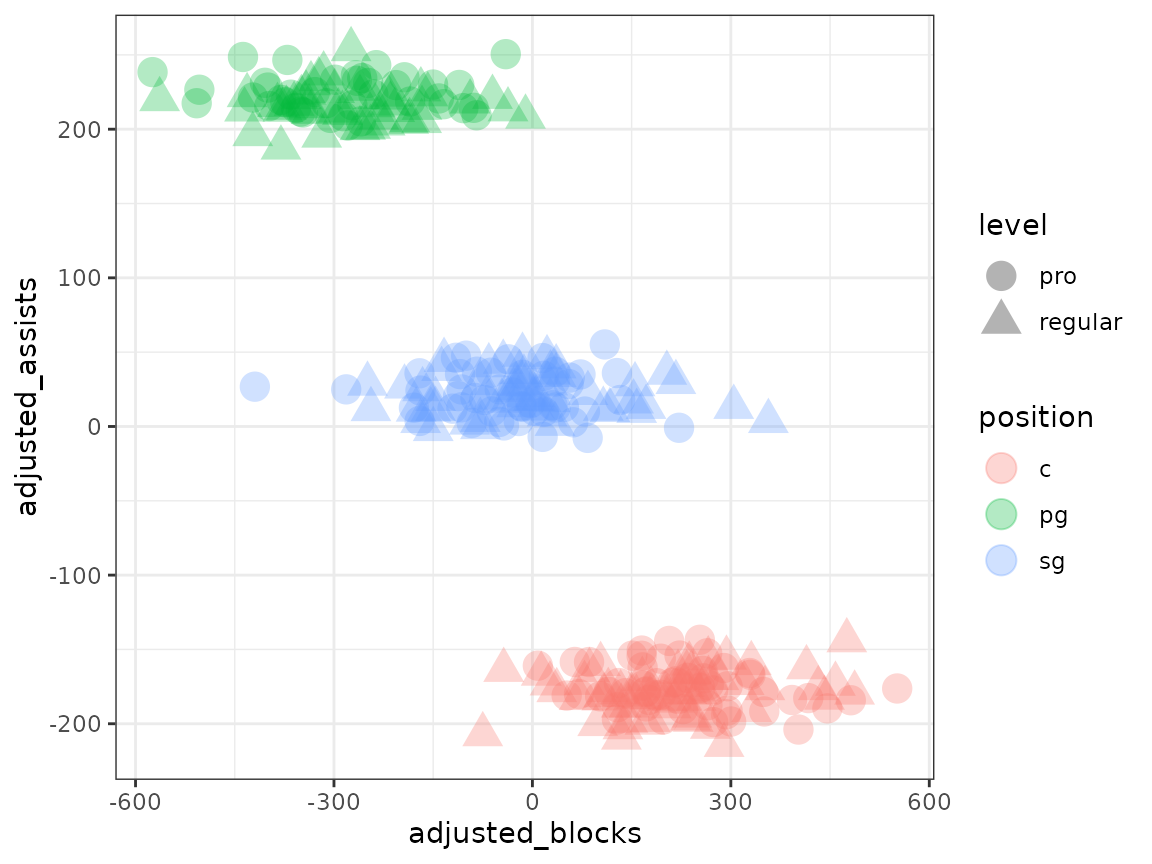 adjusted_assists
200
100
0
-100
-200
-600
-300
0
300
600
adjusted_blocks
level
pro
regular
position
c
pg
sg